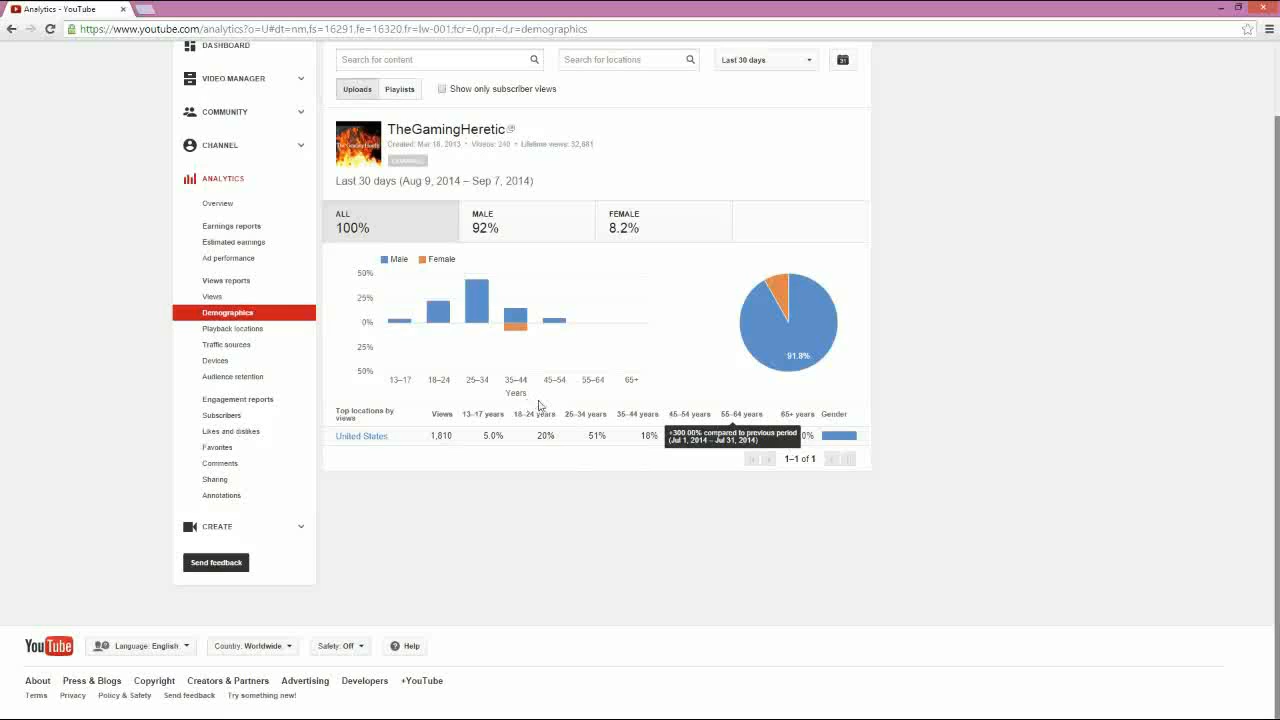 Analytics - YouTube
https://www.youtube.com/analytics?o=U#dt=nm,fs=16291,fe=16320,fr=lw-001,fcr=0,rpr=d,r=demographics
DASHBOARD
VIDEO MANAGER
COMMUNITY
CHANNEL
ANALYTICS
Overview
Earnings reports
Estimated earnings
Ad performance
Views reports
Views
Demographics
Playback locations
Traffic sources
Devices
Audience retention
Engagement reports
Subscribers
Likes and dislikes
Favorites
Comments
Sharing
Annotations
CREATE
Send feedback
Search for content
Search for locations
Last 30 days
31
Uploads Playlists Show only subscriber views
TheGamingHeretic
Created: Mar 18, 2013 • Videos: 240 • Lifetime views: 32,681
Last 30 days (Aug 9, 2014 – Sep 7, 2014)
ALL MALE FEMALE
100% 92% 8.2%
Male Female
50%
25%
0%
25%
50%
13–17 18–24 25–34 35–44 45–54 55–64 65+
Years
91.8%
Top locations by views Views 13–17 years 18–24 years 25–34 years 35–44 years 45–54 years 55–64 years 65+ years Gender
United States 1,810 5.0% 20% 51% 18% 0%
+300.00% compared to previous period
(Jul 1, 2014 – Jul 31, 2014)
1–1 of 1
YouTube Language: English Country: Worldwide Safety: Off Help
About Press & Blogs Copyright Creators & Partners Advertising Developers +YouTube
Terms Privacy Policy & Safety Send feedback Try something new!